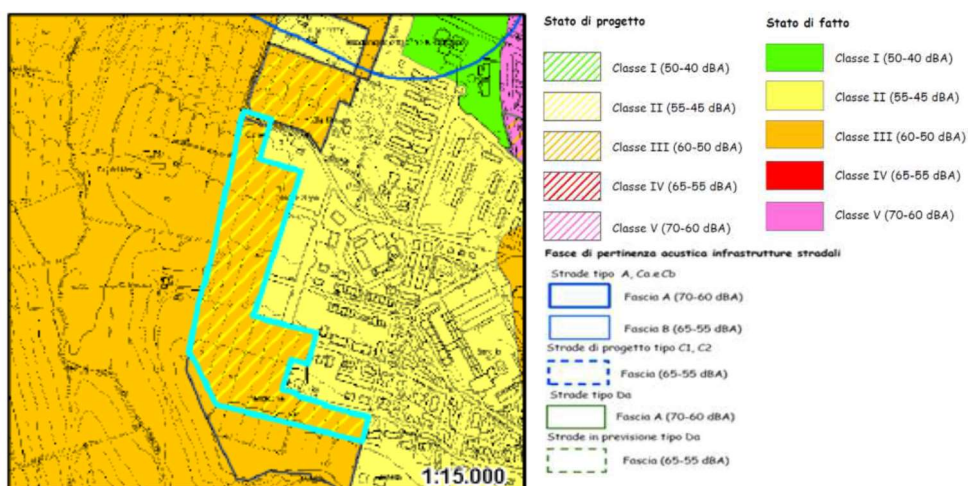 Stato di progetto
Classe I (50-40 dBA)
Classe II (55-45 dBA)
Classe III (60-50 dBA)
Classe IV (65-55 dBA)
Classe V (70-60 dBA)
Stato di fatto
Classe I (50-40 dBA)
Classe II (55-45 dBA)
Classe III (60-50 dBA)
Classe IV (65-55 dBA)
Classe V (70-60 dBA)
Fasce di pertinenza acustica infrastrutture stradali
Strade tipo A, Ca e Cb
Fascia A (70-60 dBA)
Fascia B (65-55 dBA)
Strade di progetto tipo C1, C2
Fascia (65-55 dBA)
Strade tipo Da
Fascia A (70-60 dBA)
Strade in previsione tipo Da
Fascia (65-55 dBA)
1:15.000